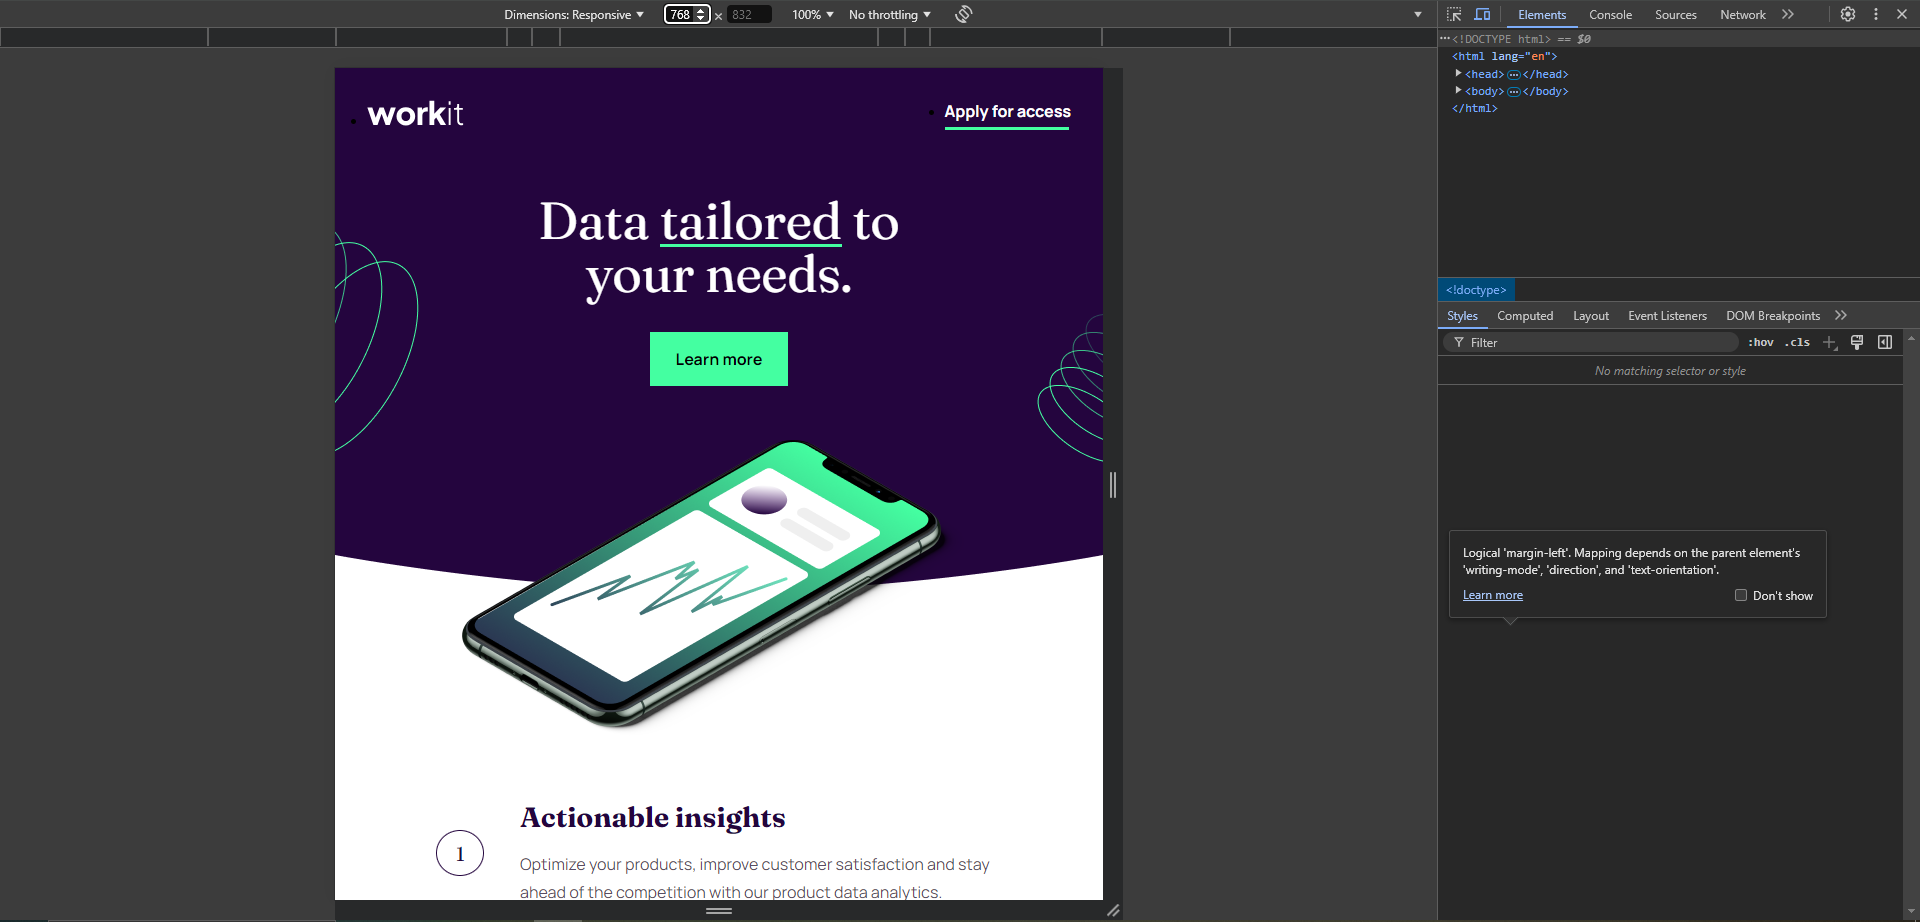 Dimensions: Responsive 768 × 832 100% No throttling
Elements Console Sources Network
<!DOCTYPE html> == $0
<html lang="en">
<head> ⋯ </head>
<body> ⋯ </body>
</html>
workit Apply for access
Data tailored to
your needs.
Learn more
Actionable insights
1
Optimize your products, improve customer satisfaction and stay
ahead of the competition with our product data analytics.
<!doctype>
Styles Computed Layout Event Listeners DOM Breakpoints
Filter :hov .cls
No matching selector or style
Logical 'margin-left'. Mapping depends on the parent element's
'writing-mode', 'direction', and 'text-orientation'.
Learn more Don't show